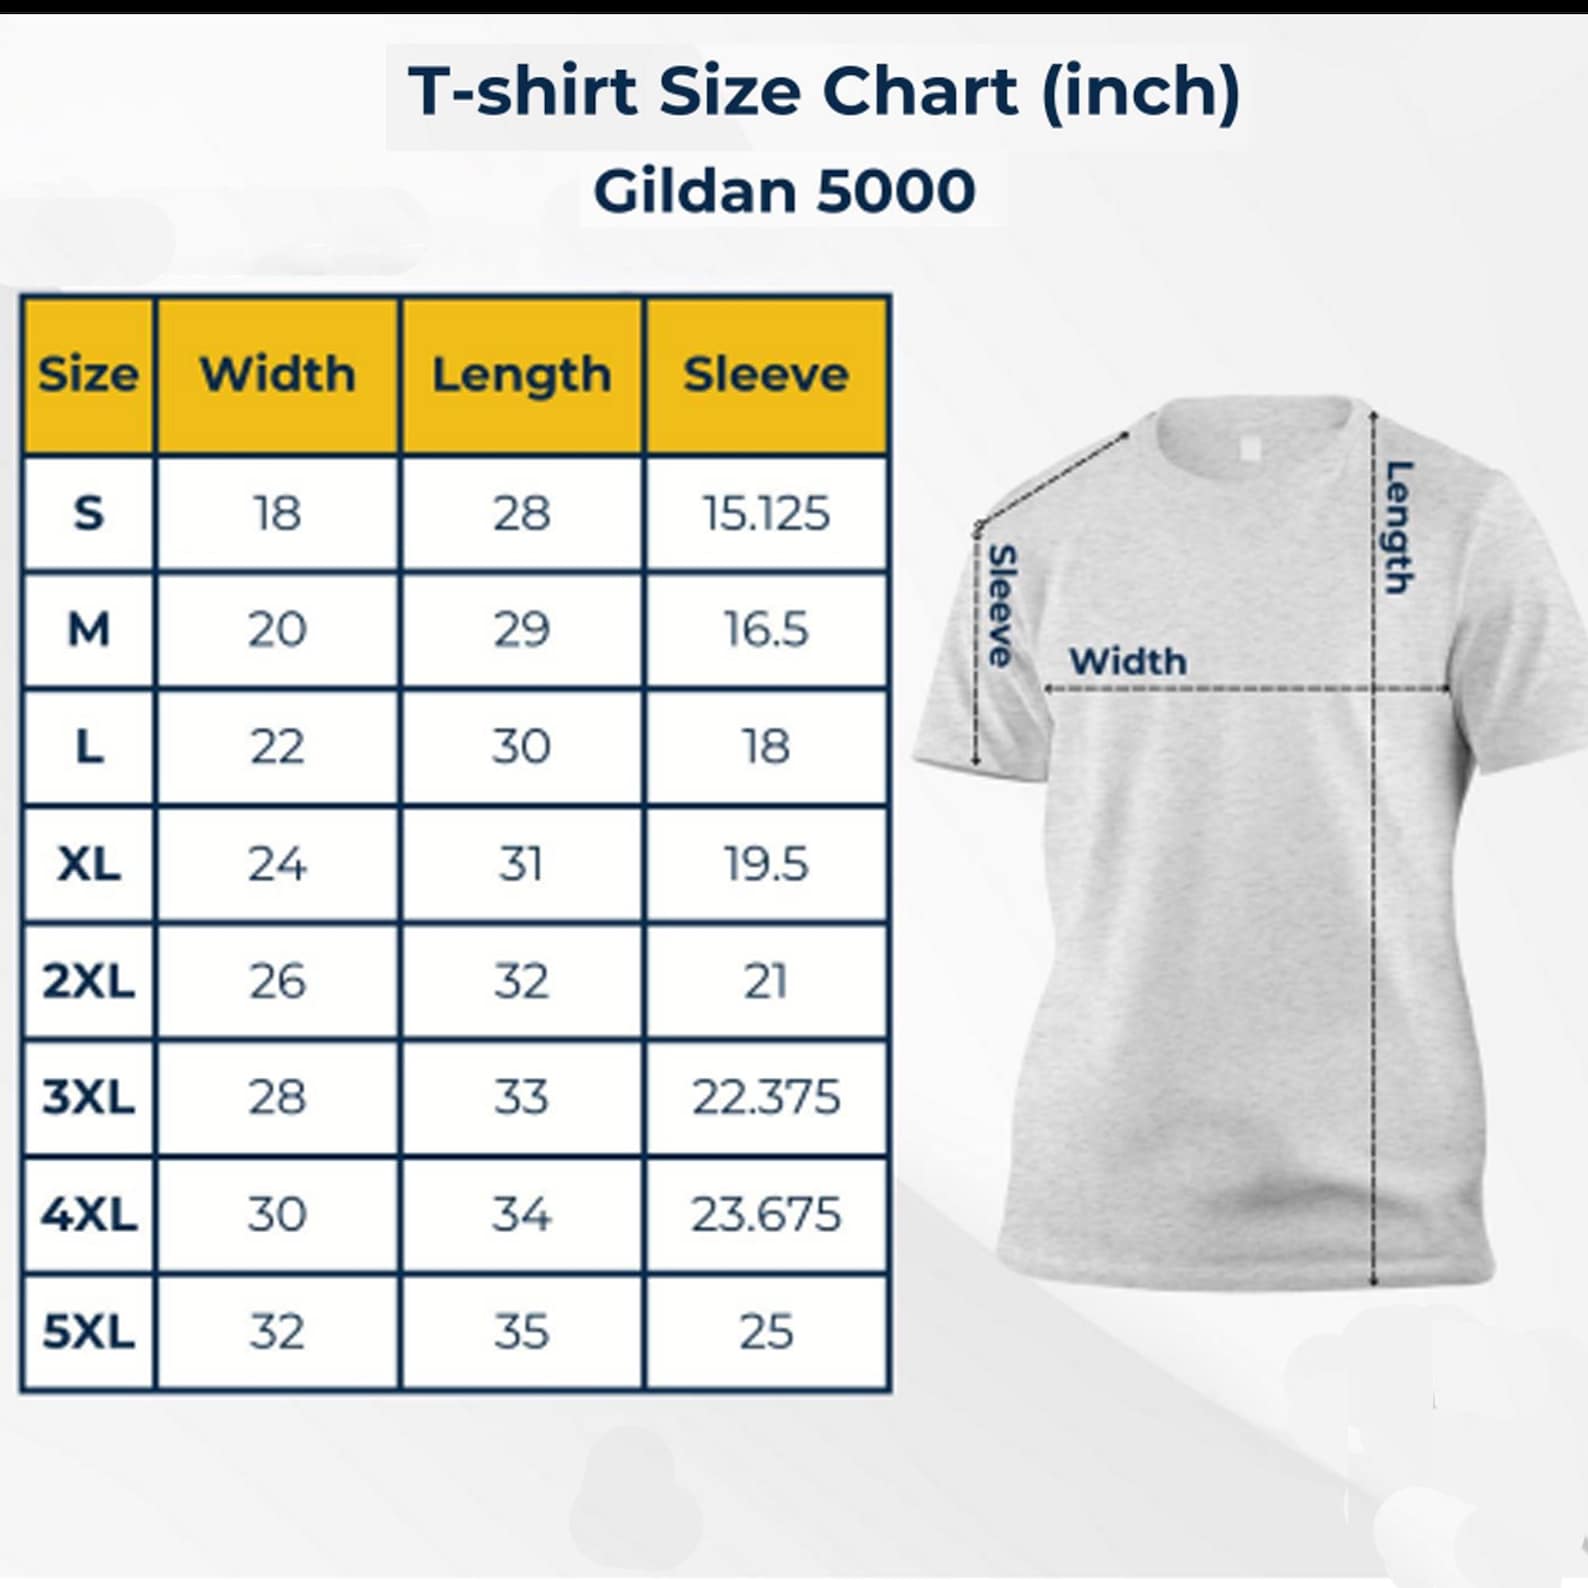 T-shirt Size Chart (inch)
Gildan 5000
Size Width Length Sleeve
S 18 28 15.125
M 20 29 16.5
L 22 30 18
XL 24 31 19.5
2XL 26 32 21
3XL 28 33 22.375
4XL 30 34 23.675
5XL 32 35 25
Sleeve
Width
Length